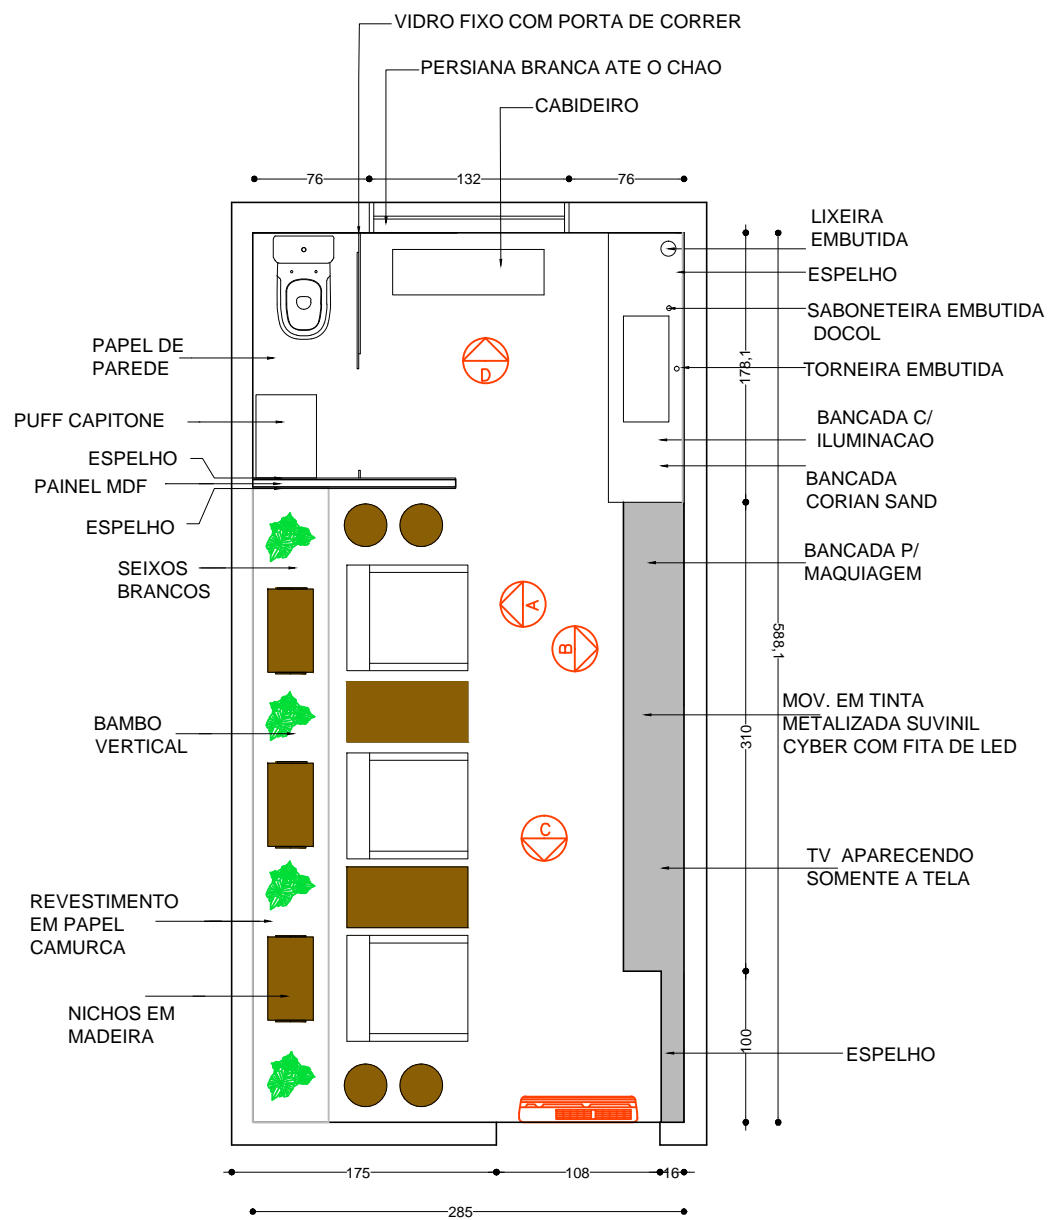 VIDRO FIXO COM PORTA DE CORRER
PERSIANA BRANCA ATE O CHAO
CABIDEIRO
76
132
76
LIXEIRA
EMBUTIDA
ESPELHO
SABONETEIRA EMBUTIDA
DOCOL
TORNEIRA EMBUTIDA
178,1
BANCADA C/
ILUMINACAO
BANCADA
CORIAN SAND
BANCADA P/
MAQUIAGEM
588,1
MOV. EM TINTA
METALIZADA SUVINIL
CYBER COM FITA DE LED
310
TV APARECENDO
SOMENTE A TELA
100
ESPELHO
PAPEL DE
PAREDE
PUFF CAPITONE
ESPELHO
PAINEL MDF
ESPELHO
SEIXOS
BRANCOS
BAMBO
VERTICAL
REVESTIMENTO
EM PAPEL
CAMURCA
NICHOS EM
MADEIRA
D
A
B
C
175
108
16
285